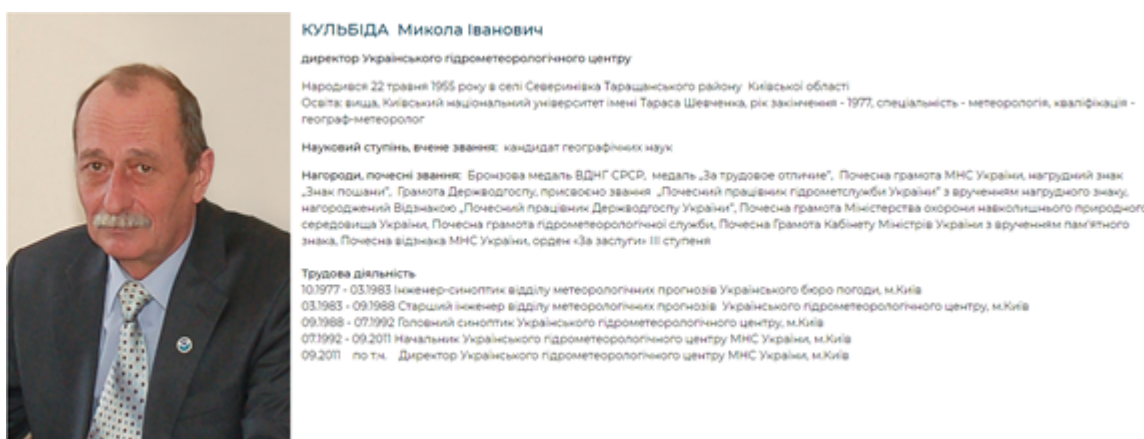 КУЛЬБІДА Микола Іванович
директор Українського гідрометеорологічного центру
Народився 22 травня 1955 року в селі Северинівка Таращанського району Київської області
Освіта: вища, Київський національний університет імені Тараса Шевченка, рік закінчення - 1977, спеціальність - метеорологія, кваліфікація -
географ-метеоролог
Науковий ступінь, вчене звання: кандидат географічних наук
Нагороди, почесні звання: Бронзова медаль ВДНГ СРСР, медаль „За трудовое отличие", Почесна грамота МНС України, нагрудний знак
„Знак пошани", Грамота Держводгоспу, присвоєно звання „Почесний працівник гідрометслужби України" з врученням нагрудного знаку,
нагороджений Відзнакою „Почесний працівник Держводгоспу України", Почесна грамота Міністерства охорони навколишнього природного
середовища України, Почесна грамота гідрометеорологічної служби, Почесна Грамота Кабінету Міністрів України з врученням пам'ятного
знака, Почесна відзнака МНС України, орден «За заслуги» III ступеня
Трудова діяльність
10.1977 - 03.1983 Інженер-синоптик відділу метеорологічних прогнозів Українського бюро погоди, м.Київ
03.1983 - 09.1988 Старший інженер відділу метеорологічних прогнозів Українського гідрометеорологічного центру, м.Київ
09.1988 - 07.1992 Головний синоптик Українського гідрометеорологічного центру, м.Київ
07.1992 - 09.2011 Начальник Українського гідрометеорологічного центру МНС України, м.Київ
09.2011 по т.ч. Директор Українського гідрометеорологічного центру МНС України, м.Київ